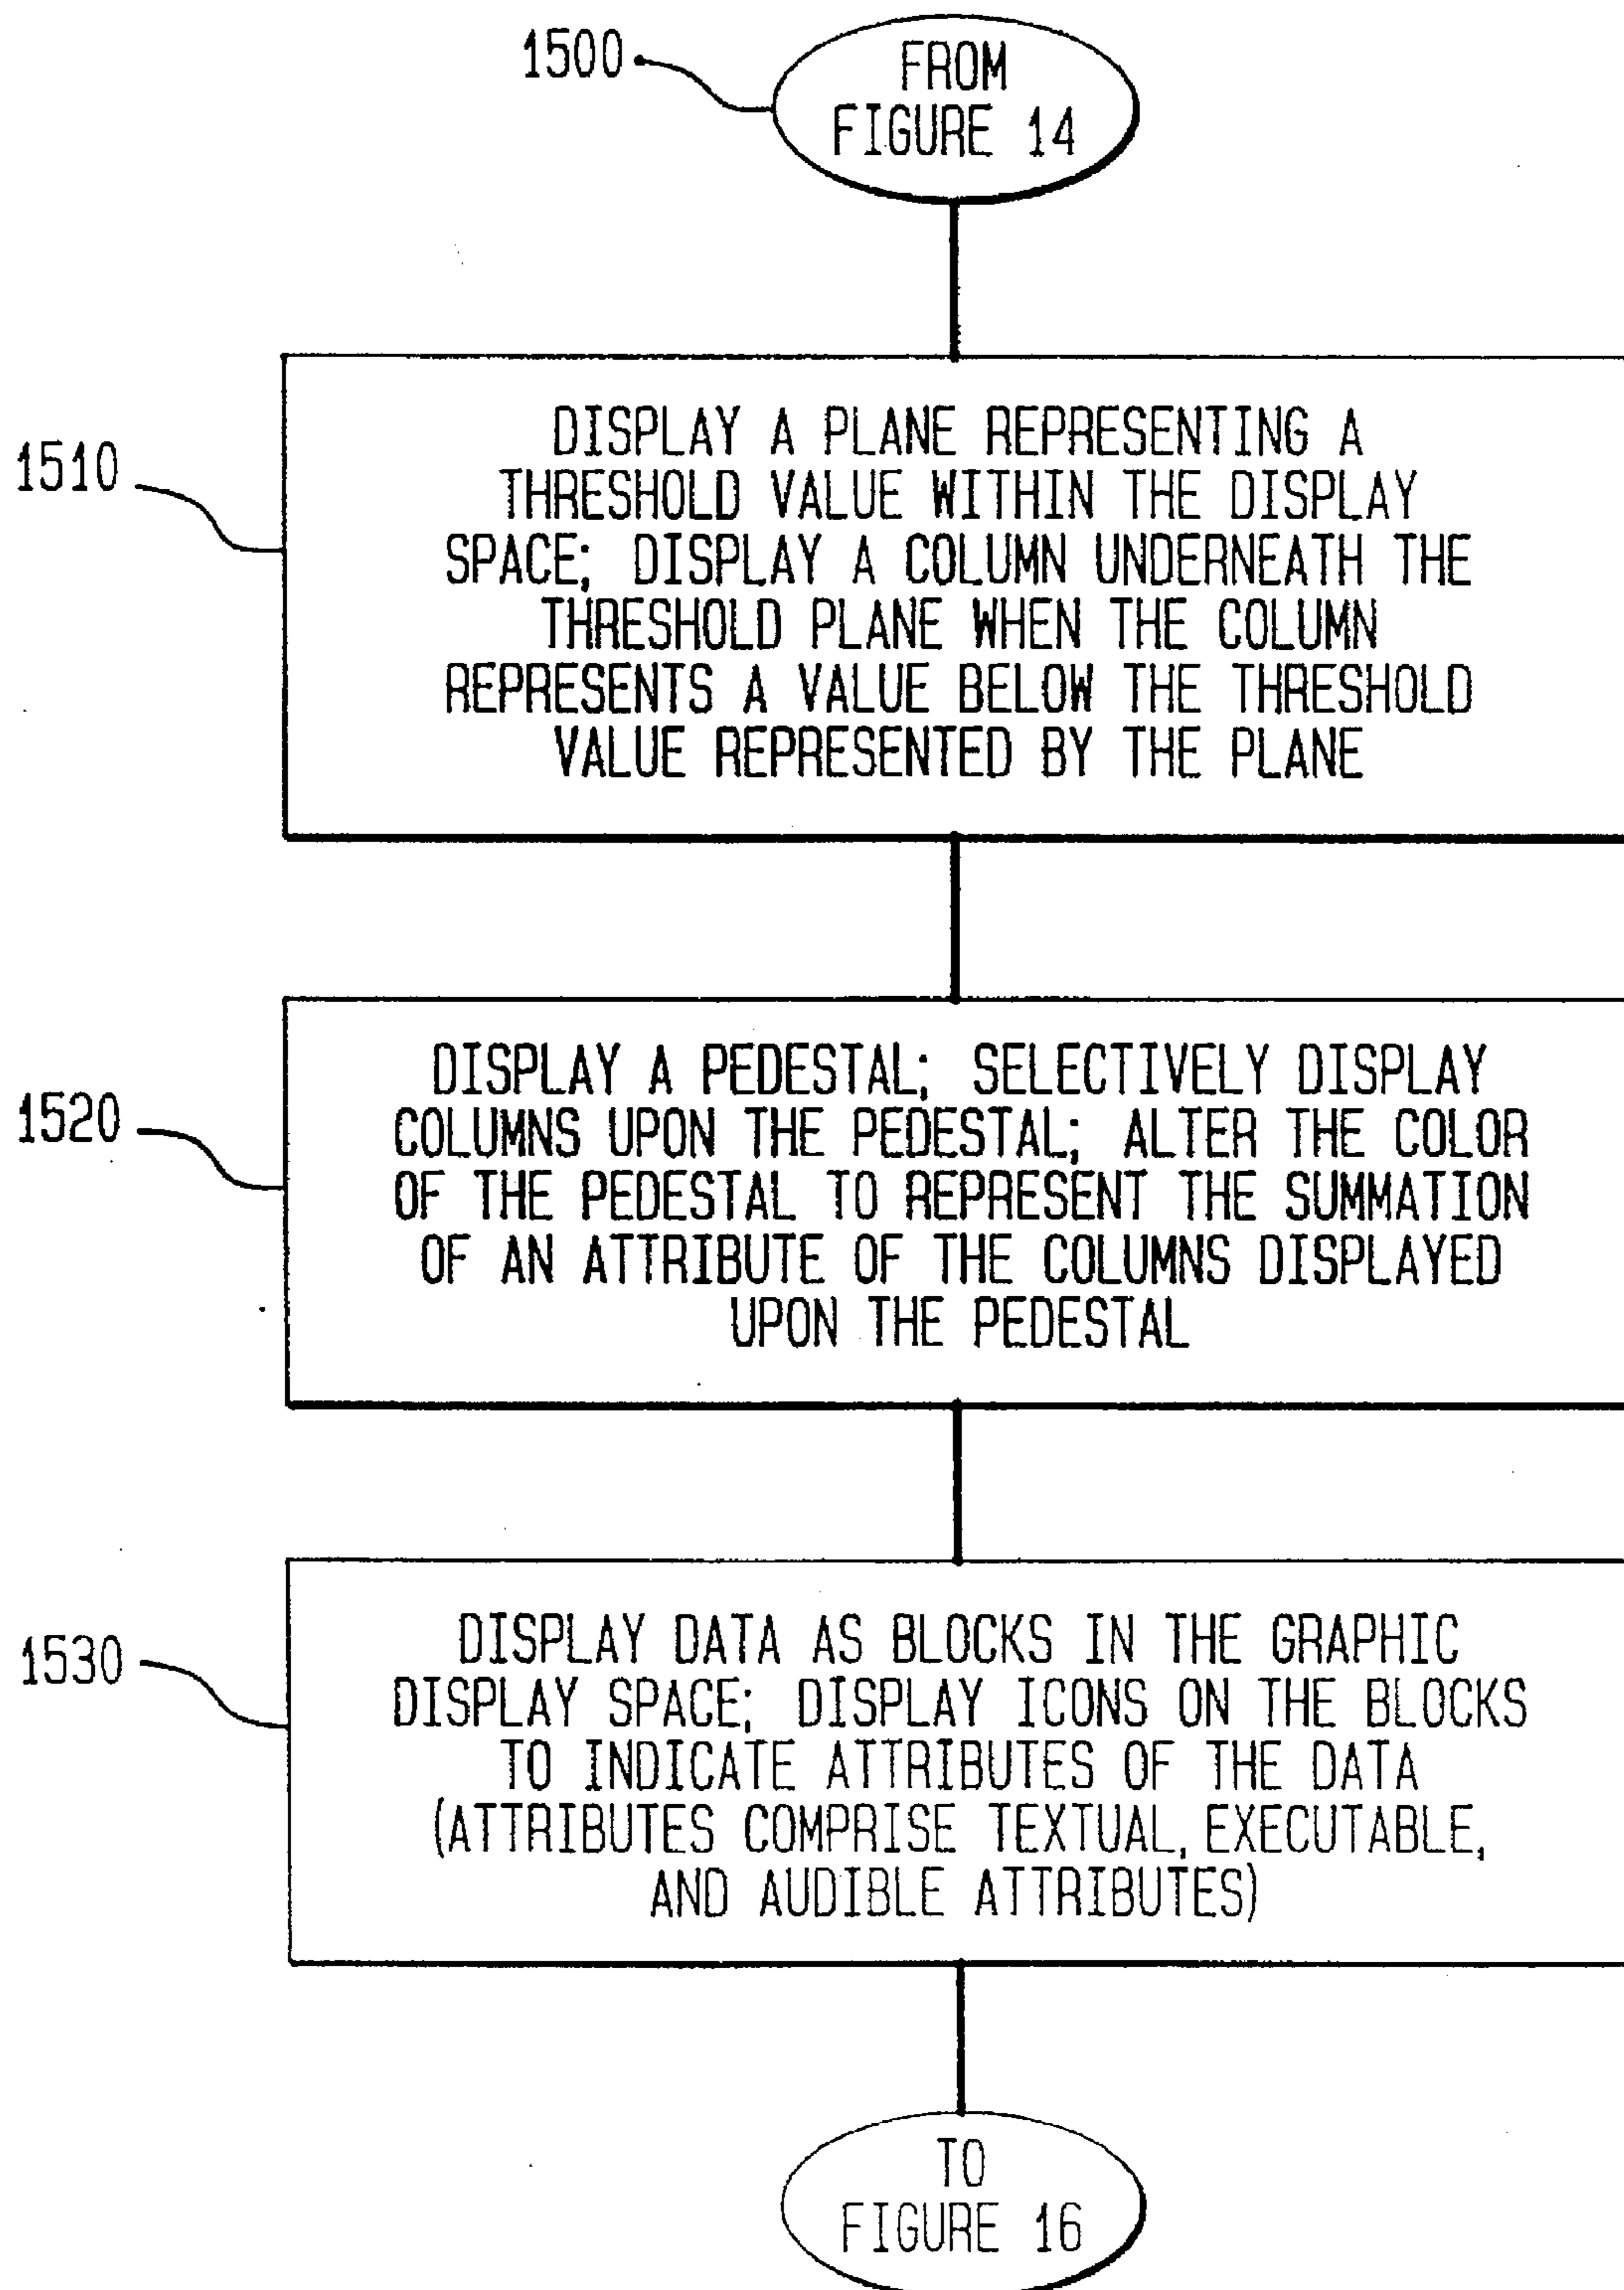 1500
FROM
FIGURE 14
1510
DISPLAY A PLANE REPRESENTING A
THRESHOLD VALUE WITHIN THE DISPLAY
SPACE; DISPLAY A COLUMN UNDERNEATH THE
THRESHOLD PLANE WHEN THE COLUMN
REPRESENTS A VALUE BELOW THE THRESHOLD
VALUE REPRESENTED BY THE PLANE
1520
DISPLAY A PEDESTAL; SELECTIVELY DISPLAY
COLUMNS UPON THE PEDESTAL; ALTER THE COLOR
OF THE PEDESTAL TO REPRESENT THE SUMMATION
OF AN ATTRIBUTE OF THE COLUMNS DISPLAYED
UPON THE PEDESTAL
1530
DISPLAY DATA AS BLOCKS IN THE GRAPHIC
DISPLAY SPACE; DISPLAY ICONS ON THE BLOCKS
TO INDICATE ATTRIBUTES OF THE DATA
(ATTRIBUTES COMPRISE TEXTUAL, EXECUTABLE,
AND AUDIBLE ATTRIBUTES)
TO
FIGURE 16